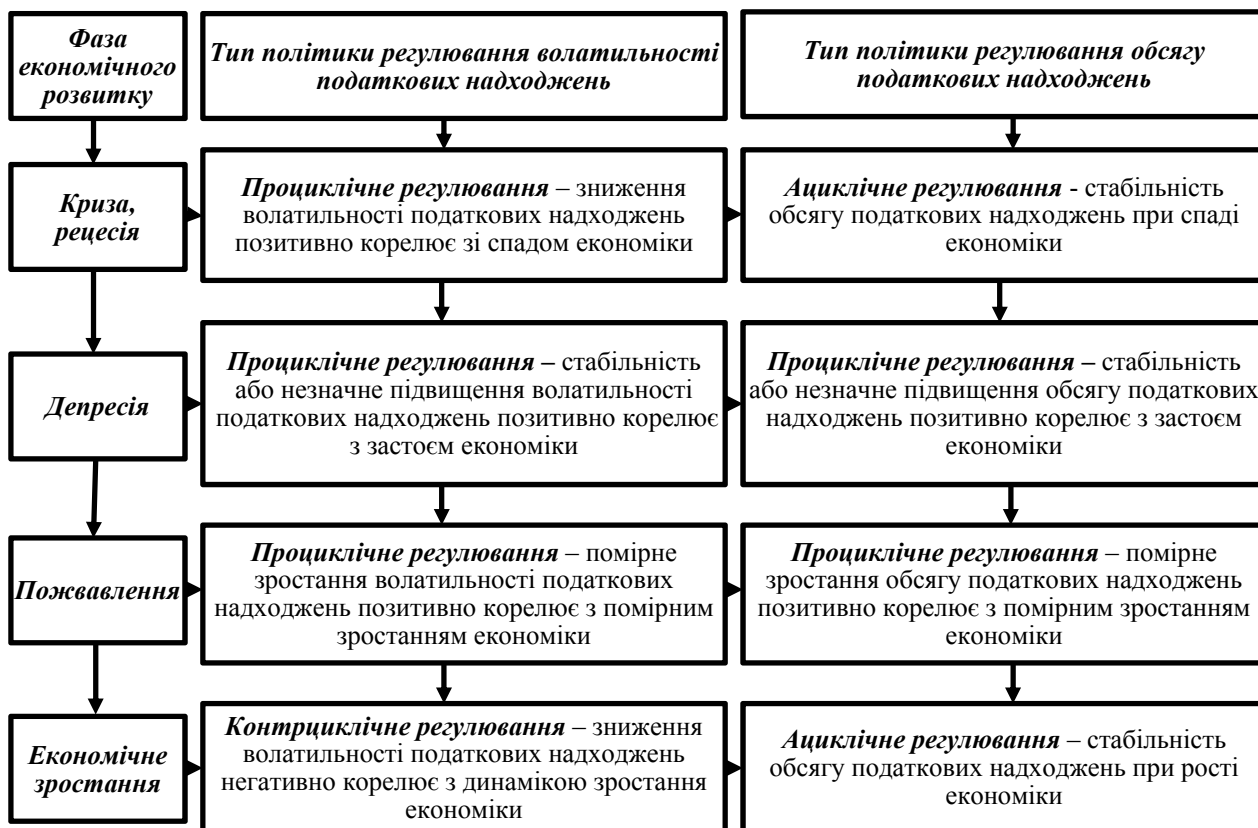 Фаза
економічного
розвитку
Тип політики регулювання волатильності
податкових надходжень
Тип політики регулювання обсягу
податкових надходжень
Криза,
рецесія
Проциклічне регулювання – зниження
волатильності податкових надходжень
позитивно корелює зі спадом економіки
Ациклічне регулювання - стабільність
обсягу податкових надходжень при спаді
економіки
Депресія
Проциклічне регулювання – стабільність
або незначне підвищення волатильності
податкових надходжень позитивно корелює
з застоєм економіки
Проциклічне регулювання – стабільність
або незначне підвищення обсягу податкових
надходжень позитивно корелює з застоєм
економіки
Пожвавлення
Проциклічне регулювання – помірне
зростання волатильності податкових
надходжень позитивно корелює з помірним
зростанням економіки
Проциклічне регулювання – помірне
зростання обсягу податкових надходжень
позитивно корелює з помірним зростанням
економіки
Економічне
зростання
Контрциклічне регулювання – зниження
волатильності податкових надходжень
негативно корелює з динамікою зростання
економіки
Ациклічне регулювання – стабільність
обсягу податкових надходжень при рості
економіки